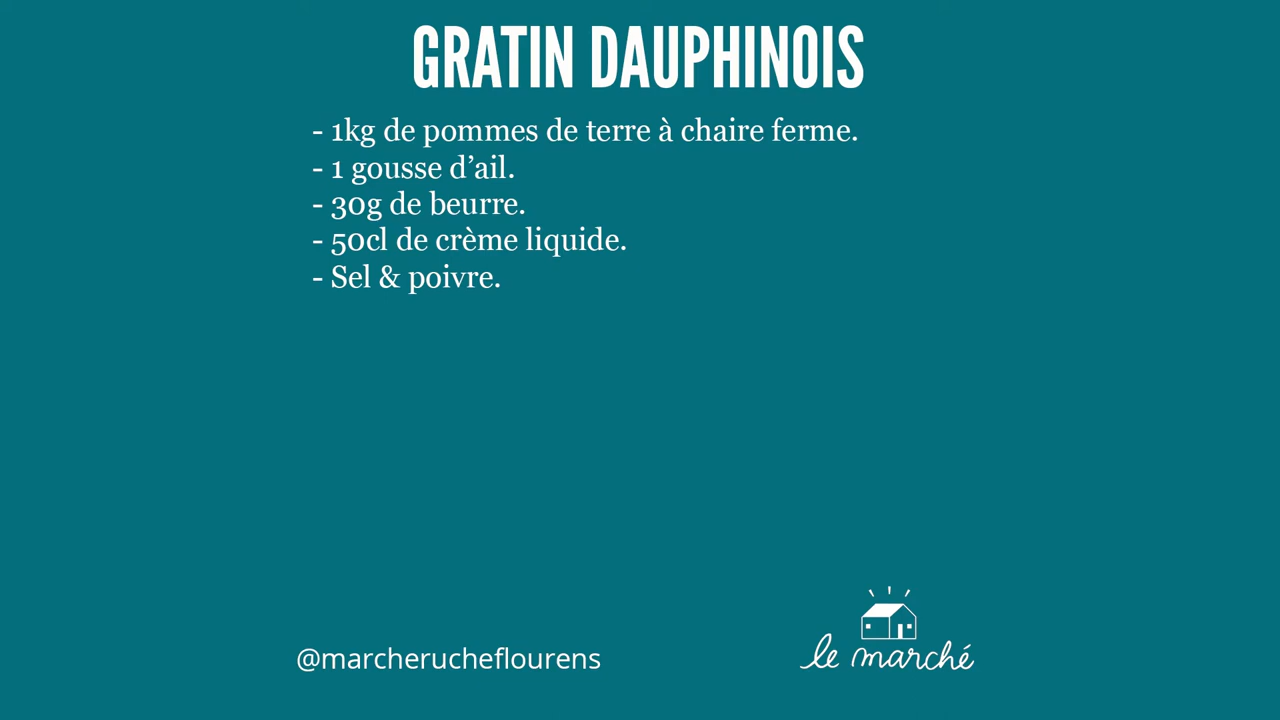 GRATIN DAUPHINOIS
- 1kg de pommes de terre à chaire ferme.
- 1 gousse d’ail.
- 30g de beurre.
- 50cl de crème liquide.
- Sel & poivre.
@marcherucheflourens
le marché